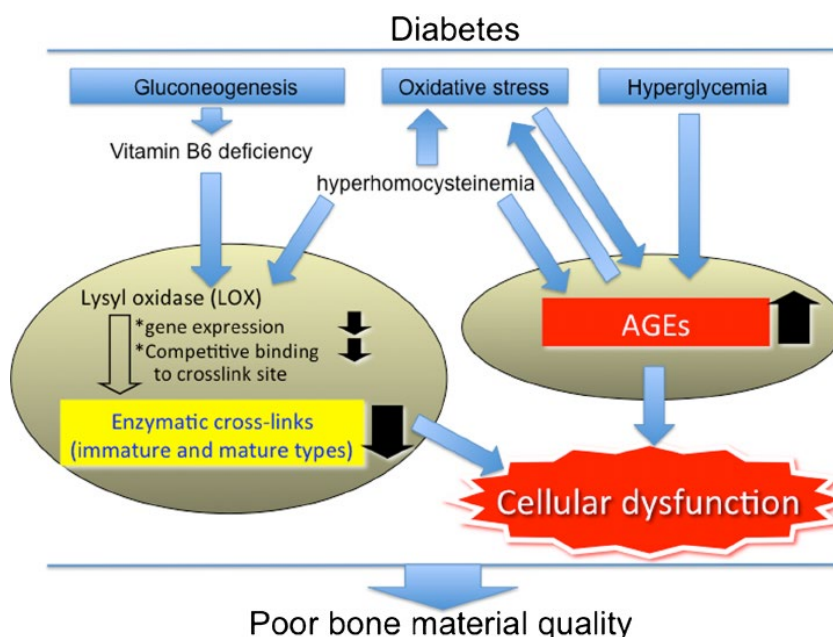 Diabetes
Gluconeogenesis
Oxidative stress
Hyperglycemia
Vitamin B6 deficiency
hyperhomocysteinemia
Lysyl oxidase (LOX)
*gene expression
*Competitive binding
to crosslink site
Enzymatic cross-links
(immature and mature types)
AGEs
Cellular dysfunction
Poor bone material quality